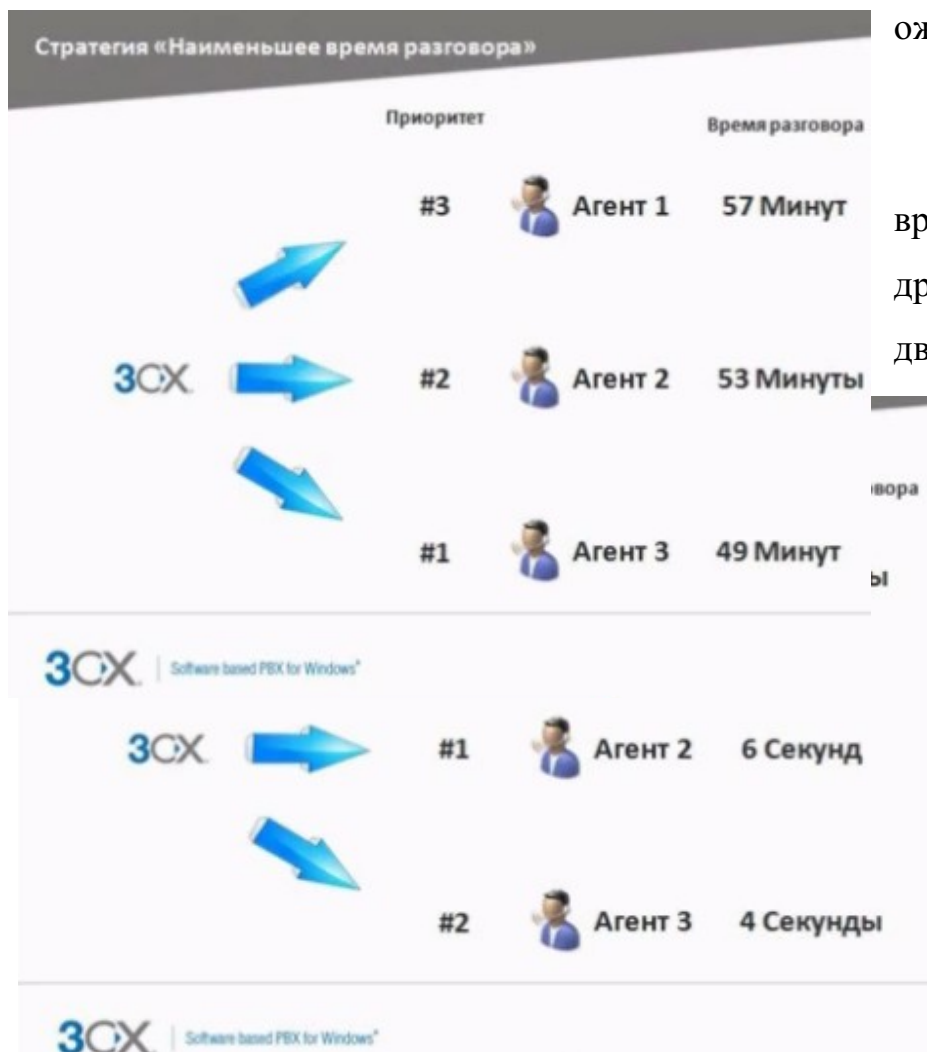 Стратегия «Наименьшее время разговора»
Приоритет
Время разговора
#3 Агент 1 57 Минут
3CX #2 Агент 2 53 Минуты
#1 Агент 3 49 Минут
3CX Software based PBX for Windows®
ож
вр
др
дв
ы
3CX #1 Агент 2 6 Секунд
#2 Агент 3 4 Секунды
3CX Software based PBX for Windows®